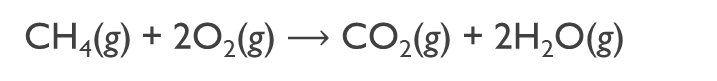 CH₄(g) + 2O₂(g) ⟶ CO₂(g) + 2H₂O(g)